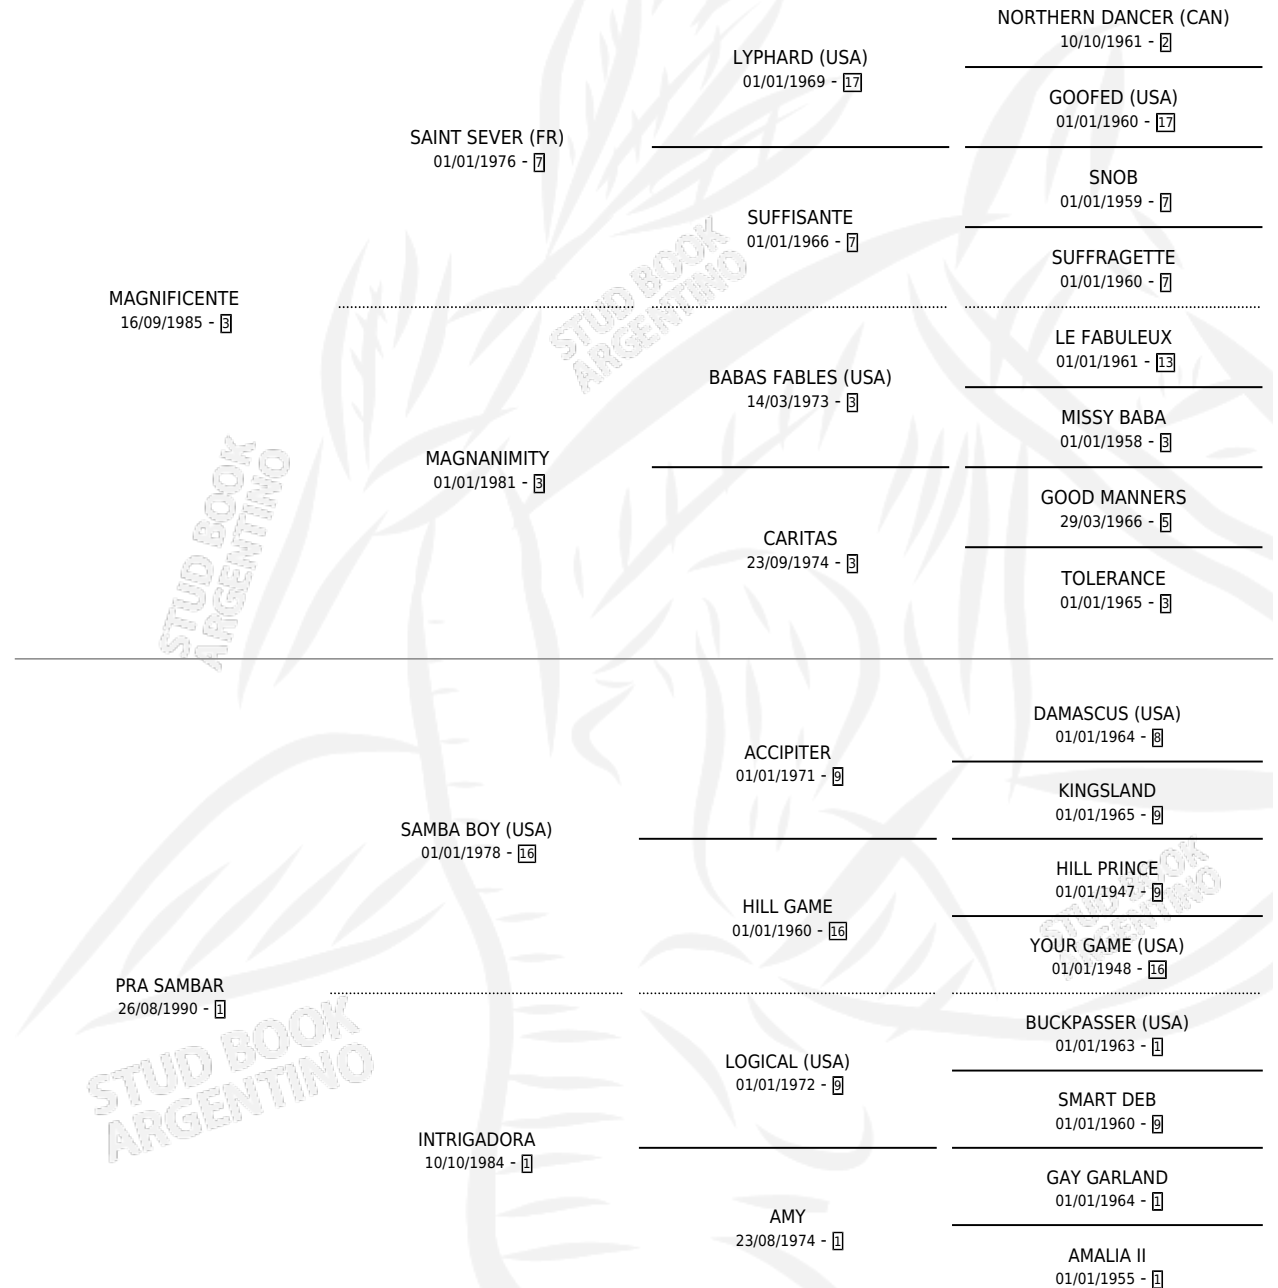 NORTHERN DANCER (CAN)
10/10/1961 - 2
LYPHARD (USA)
01/01/1969 - 17
GOOFED (USA)
01/01/1960 - 17
SAINT SEVER (FR)
01/01/1976 - 7
SNOB
01/01/1959 - 7
SUFFISANTE
01/01/1966 - 7
SUFFRAGETTE
01/01/1960 - 7
MAGNIFICENTE
16/09/1985 - 3
LE FABULEUX
01/01/1961 - 13
BABAS FABLES (USA)
14/03/1973 - 3
MISSY BABA
01/01/1958 - 3
MAGNANIMITY
01/01/1981 - 3
GOOD MANNERS
29/03/1966 - 5
CARITAS
23/09/1974 - 3
TOLERANCE
01/01/1965 - 3
DAMASCUS (USA)
01/01/1964 - 8
ACCIPITER
01/01/1971 - 9
KINGSLAND
01/01/1965 - 9
SAMBA BOY (USA)
01/01/1978 - 16
HILL PRINCE
01/01/1947 - 9
HILL GAME
01/01/1960 - 16
YOUR GAME (USA)
01/01/1948 - 16
PRA SAMBAR
26/08/1990 - 1
BUCKPASSER (USA)
01/01/1963 - 1
LOGICAL (USA)
01/01/1972 - 9
SMART DEB
01/01/1960 - 9
INTRIGADORA
10/10/1984 - 1
GAY GARLAND
01/01/1964 - 1
AMY
23/08/1974 - 1
AMALIA II
01/01/1955 - 1
STUD BOOK
ARGENTINO
STUD BOOK
ARGENTINO
STUD BOOK
ARGENTINO
STUD BOOK
ARGENTINO